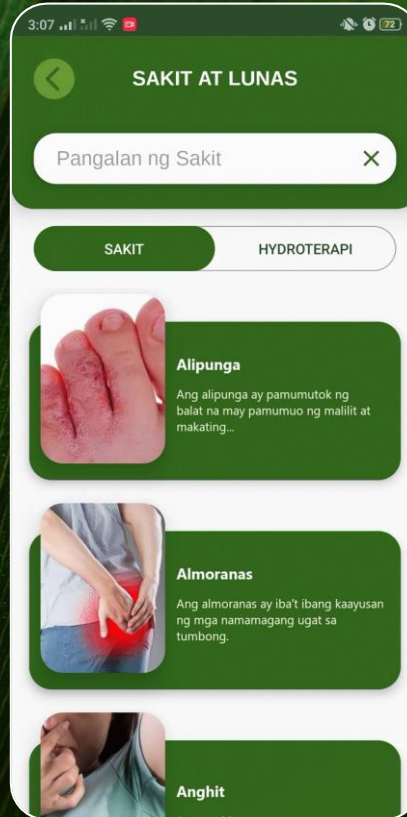 3:07
72
SAKIT AT LUNAS
Pangalan ng Sakit
SAKIT
HYDROTERAPI
Alipunga
Ang alipunga ay pamumutok ng
balat na may pamumuo ng malilit at
makating...
Almoranas
Ang almoranas ay iba't ibang kaayusan
ng mga namamagang ugat sa
tumbong.
Anghit